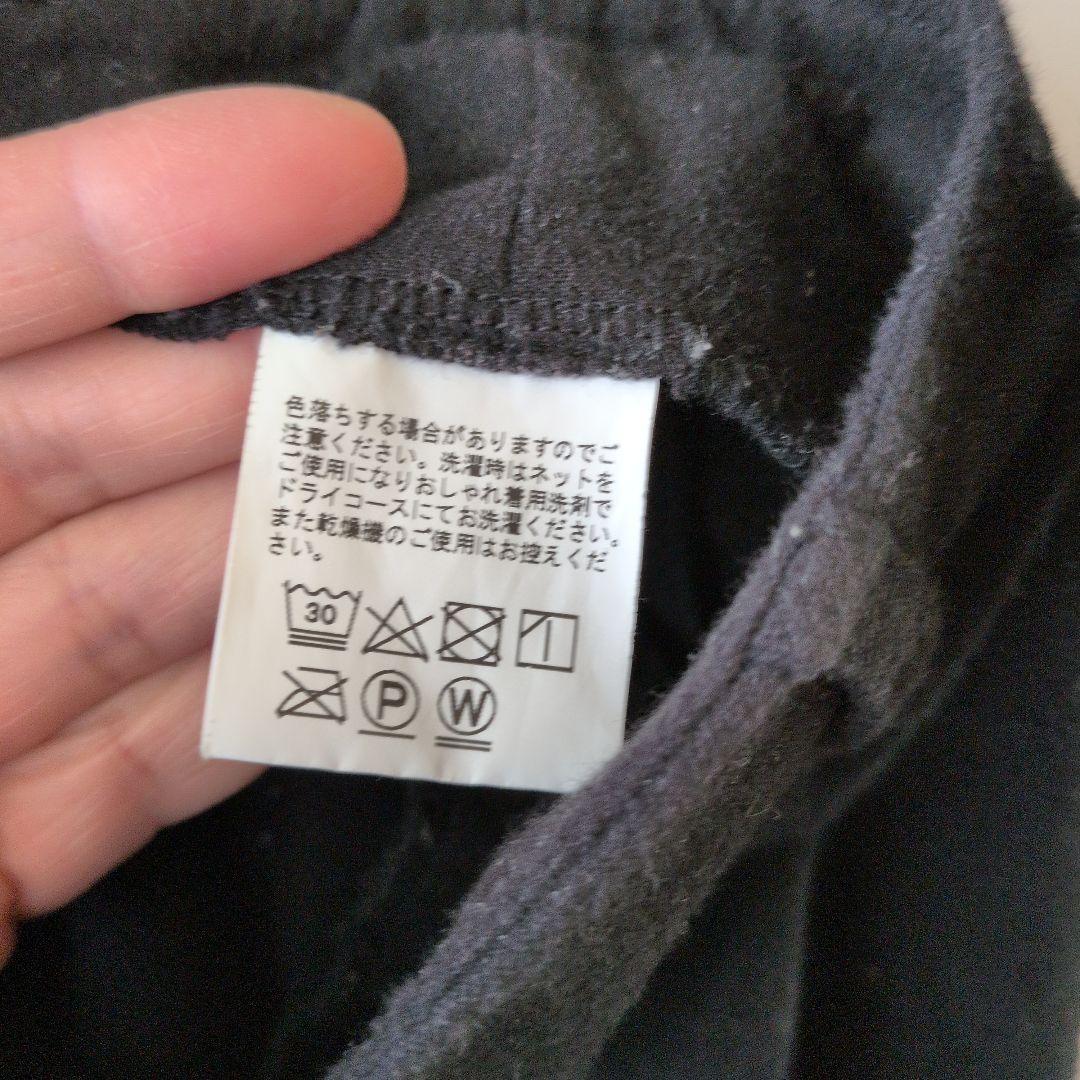 色落ちする場合がありますのでご
注意ください。洗濯時はネットを
ご使用になりおしゃれ着用洗剤で
ドライコースにてお洗濯ください。
また乾燥機のご使用はお控えくだ
さい。
30
P W